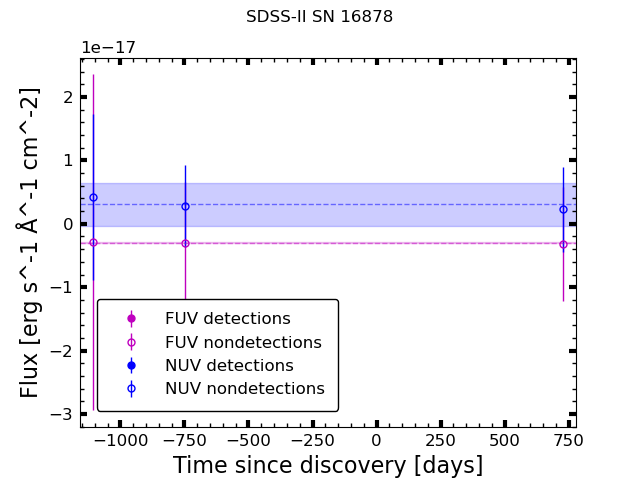 SDSS-II SN 16878
1e−17
2
1
0
−1
−2
−3
Flux [erg s^-1 Å^-1 cm^-2]
FUV detections
FUV nondetections
NUV detections
NUV nondetections
−1000 −750 −500 −250 0 250 500 750
Time since discovery [days]